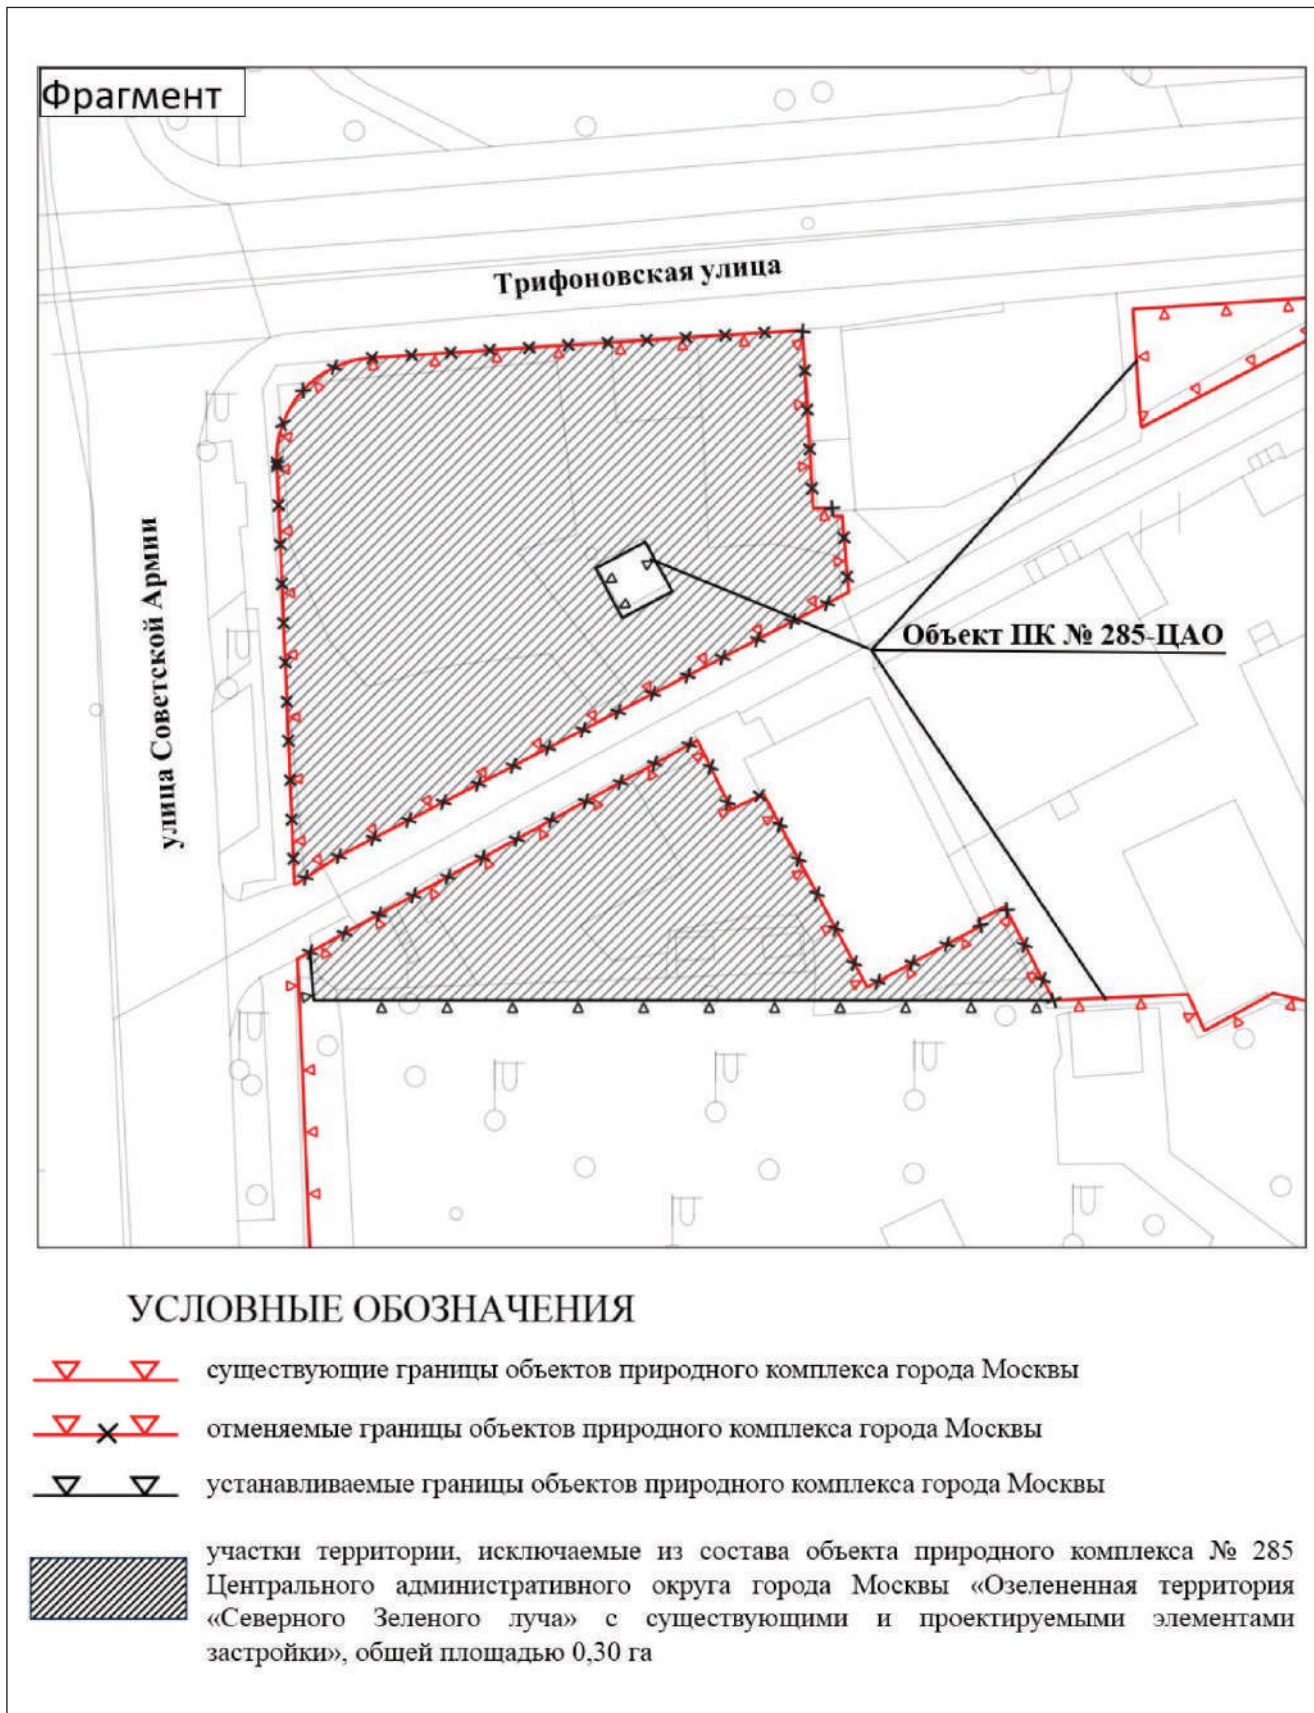 Фрагмент
Трифоновская улица
улица Советской Армии
Объект ПК № 285-ЦАО
УСЛОВНЫЕ ОБОЗНАЧЕНИЯ
существующие границы объектов природного комплекса города Москвы
отменяемые границы объектов природного комплекса города Москвы
устанавливаемые границы объектов природного комплекса города Москвы
участки территории, исключаемые из состава объекта природного комплекса № 285
Центрального административного округа города Москвы «Озелененная территория
«Северного Зеленого луча» с существующими и проектируемыми элементами
застройки», общей площадью 0,30 га